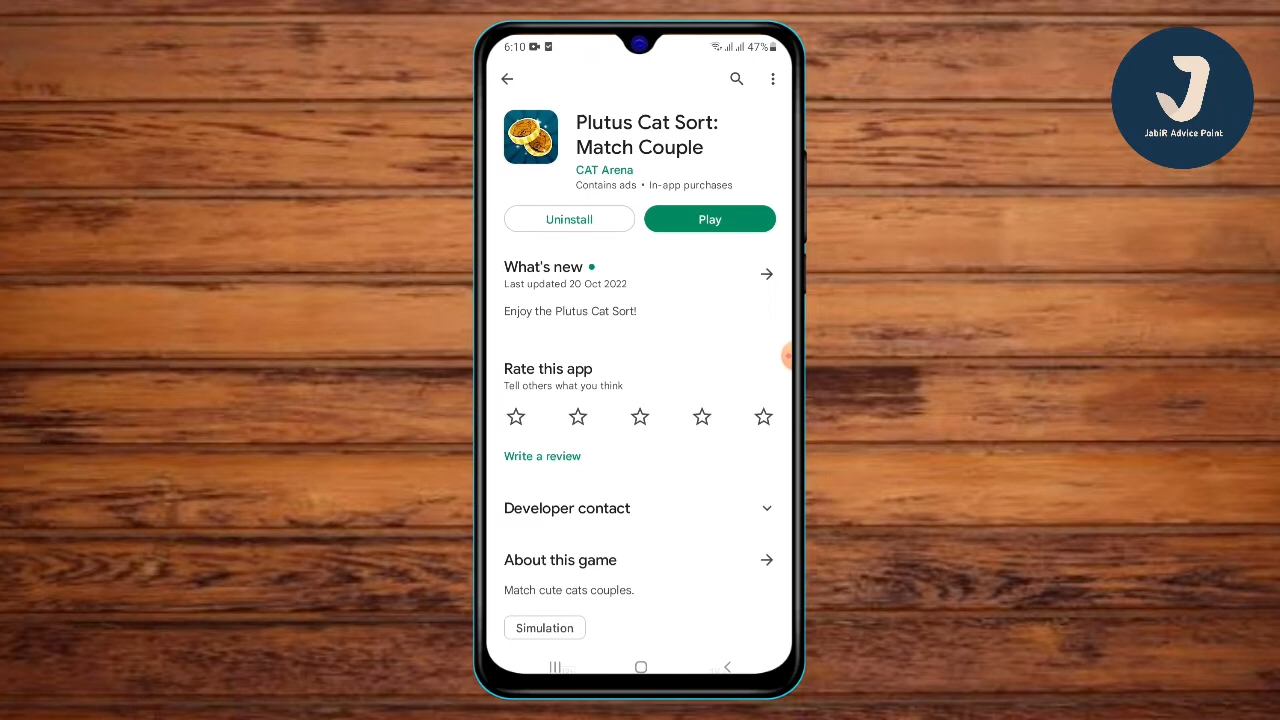 6:10
47%
JabiR Advice Point
Plutus Cat Sort:
Match Couple
CAT Arena
Contains ads • In-app purchases
Uninstall
Play
What's new
Last updated 20 Oct 2022
Enjoy the Plutus Cat Sort!
Rate this app
Tell others what you think
Write a review
Developer contact
About this game
Match cute cats couples.
Simulation